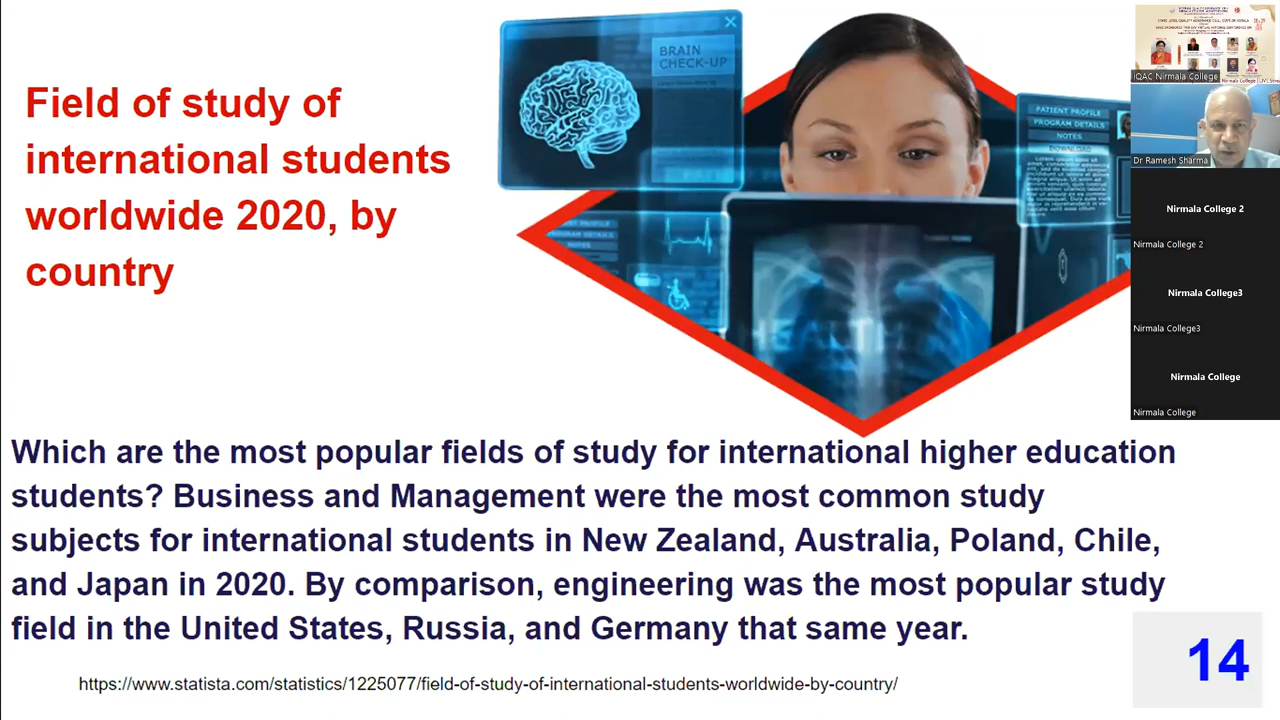 Field of study of
international students
worldwide 2020, by
country
BRAIN
CHECK-UP
PATIENT PROFILE
PROGRAM DETAILS
NOTES
DOWNLOAD
NOTES
IQAC Nirmala College
Dr Ramesh Sharma
Nirmala College 2
Nirmala College 2
Nirmala College3
Nirmala College3
Nirmala College
Nirmala College
Which are the most popular fields of study for international higher education
students? Business and Management were the most common study
subjects for international students in New Zealand, Australia, Poland, Chile,
and Japan in 2020. By comparison, engineering was the most popular study
field in the United States, Russia, and Germany that same year.
14
https://www.statista.com/statistics/1225077/field-of-study-of-international-students-worldwide-by-country/